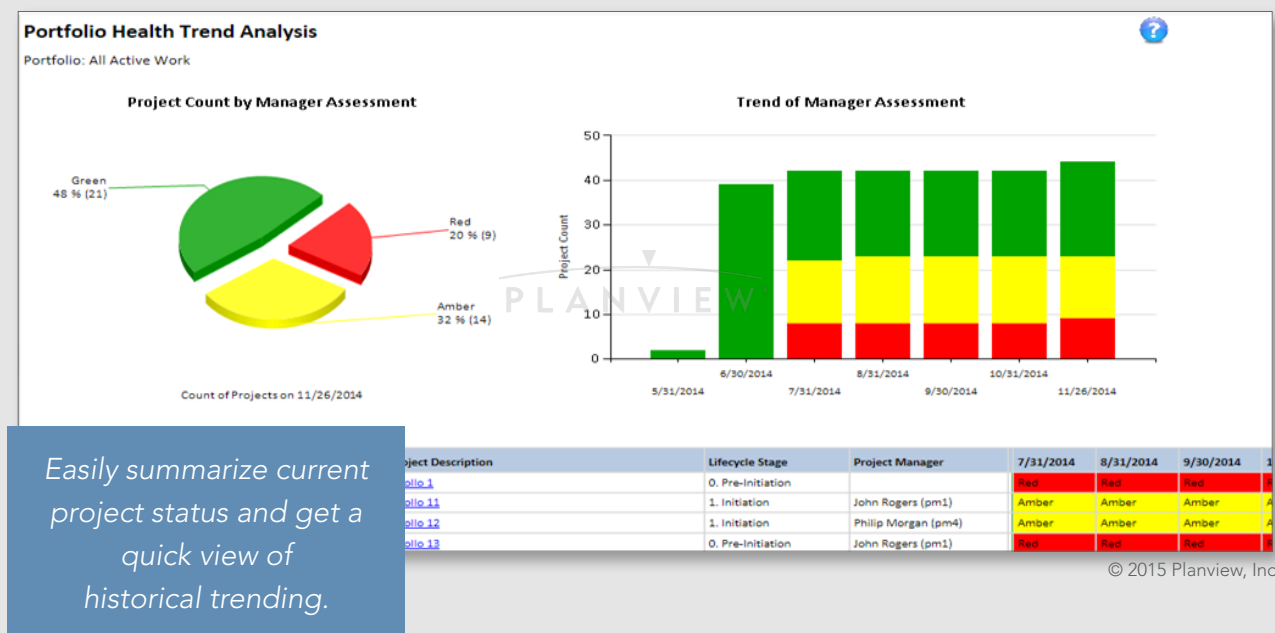 Portfolio Health Trend Analysis
?
Portfolio: All Active Work
Project Count by Manager Assessment
Green
48 % (21)
Red
20 % (9)
Amber
32 % (14)
Count of Projects on 11/26/2014
Trend of Manager Assessment
Project Count
50
40
30
20
10
0
5/31/2014
6/30/2014
7/31/2014
8/31/2014
9/30/2014
10/31/2014
11/26/2014
PLANVIEW
oject Description Lifecycle Stage Project Manager 7/31/2014 8/31/2014 9/30/2014 1
ollo 1 0. Pre-Initiation Red Red Red R
ollo 11 1. Initiation John Rogers (pm1) Amber Amber Amber A
ollo 12 1. Initiation Philip Morgan (pm4) Amber Amber Amber A
ollo 13 0. Pre-Initiation John Rogers (pm1) Red Red Red R
Easily summarize current
project status and get a
quick view of
historical trending.
© 2015 Planview, Inc